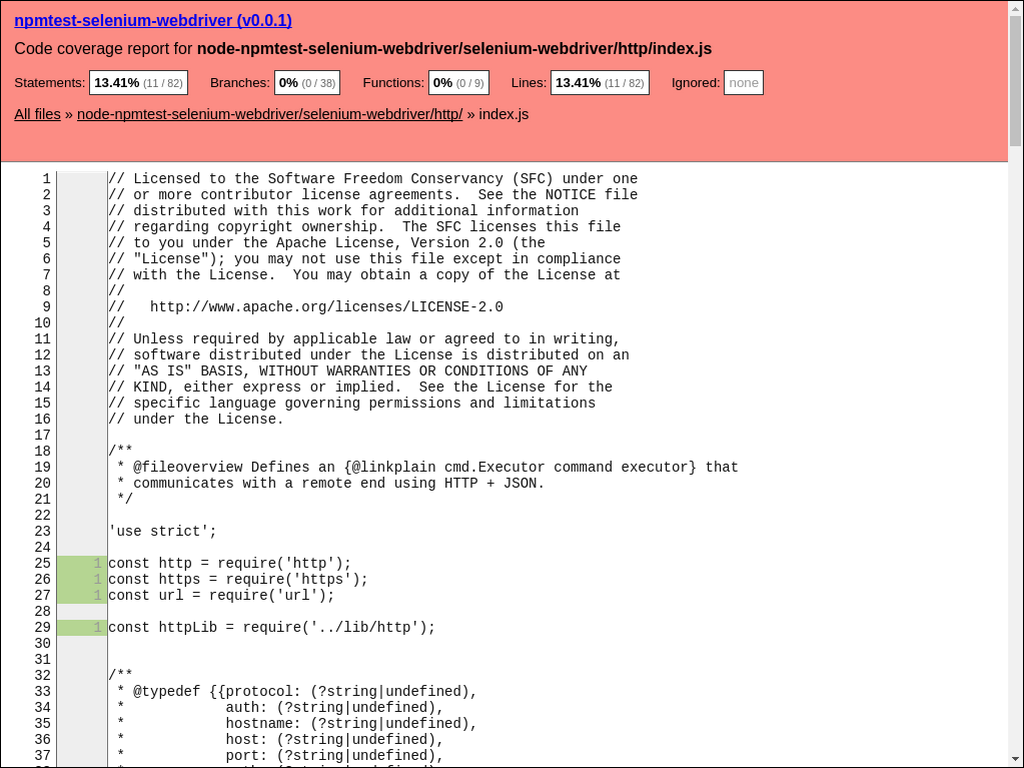 npmtest-selenium-webdriver (v0.0.1)
Code coverage report for node-npmtest-selenium-webdriver/selenium-webdriver/http/index.js
Statements: 13.41% (11 / 82) Branches: 0% (0 / 38) Functions: 0% (0 / 9) Lines: 13.41% (11 / 82) Ignored: none
All files » node-npmtest-selenium-webdriver/selenium-webdriver/http/ » index.js
1 // Licensed to the Software Freedom Conservancy (SFC) under one
2 // or more contributor license agreements.  See the NOTICE file
3 // distributed with this work for additional information
4 // regarding copyright ownership.  The SFC licenses this file
5 // to you under the Apache License, Version 2.0 (the
6 // "License"); you may not use this file except in compliance
7 // with the License.  You may obtain a copy of the License at
8 //
9 //   http://www.apache.org/licenses/LICENSE-2.0
10 //
11 // Unless required by applicable law or agreed to in writing,
12 // software distributed under the License is distributed on an
13 // "AS IS" BASIS, WITHOUT WARRANTIES OR CONDITIONS OF ANY
14 // KIND, either express or implied.  See the License for the
15 // specific language governing permissions and limitations
16 // under the License.
17
18 /**
19  * @fileoverview Defines an {@linkplain cmd.Executor command executor} that
20  * communicates with a remote end using HTTP + JSON.
21  */
22
23 'use strict';
24
25 1 const http = require('http');
26 1 const https = require('https');
27 1 const url = require('url');
28
29 1 const httpLib = require('../lib/http');
30
31
32 /**
33  * @typedef {{protocol: (?string|undefined),
34  *            auth: (?string|undefined),
35  *            hostname: (?string|undefined),
36  *            host: (?string|undefined),
37  *            port: (?string|undefined),